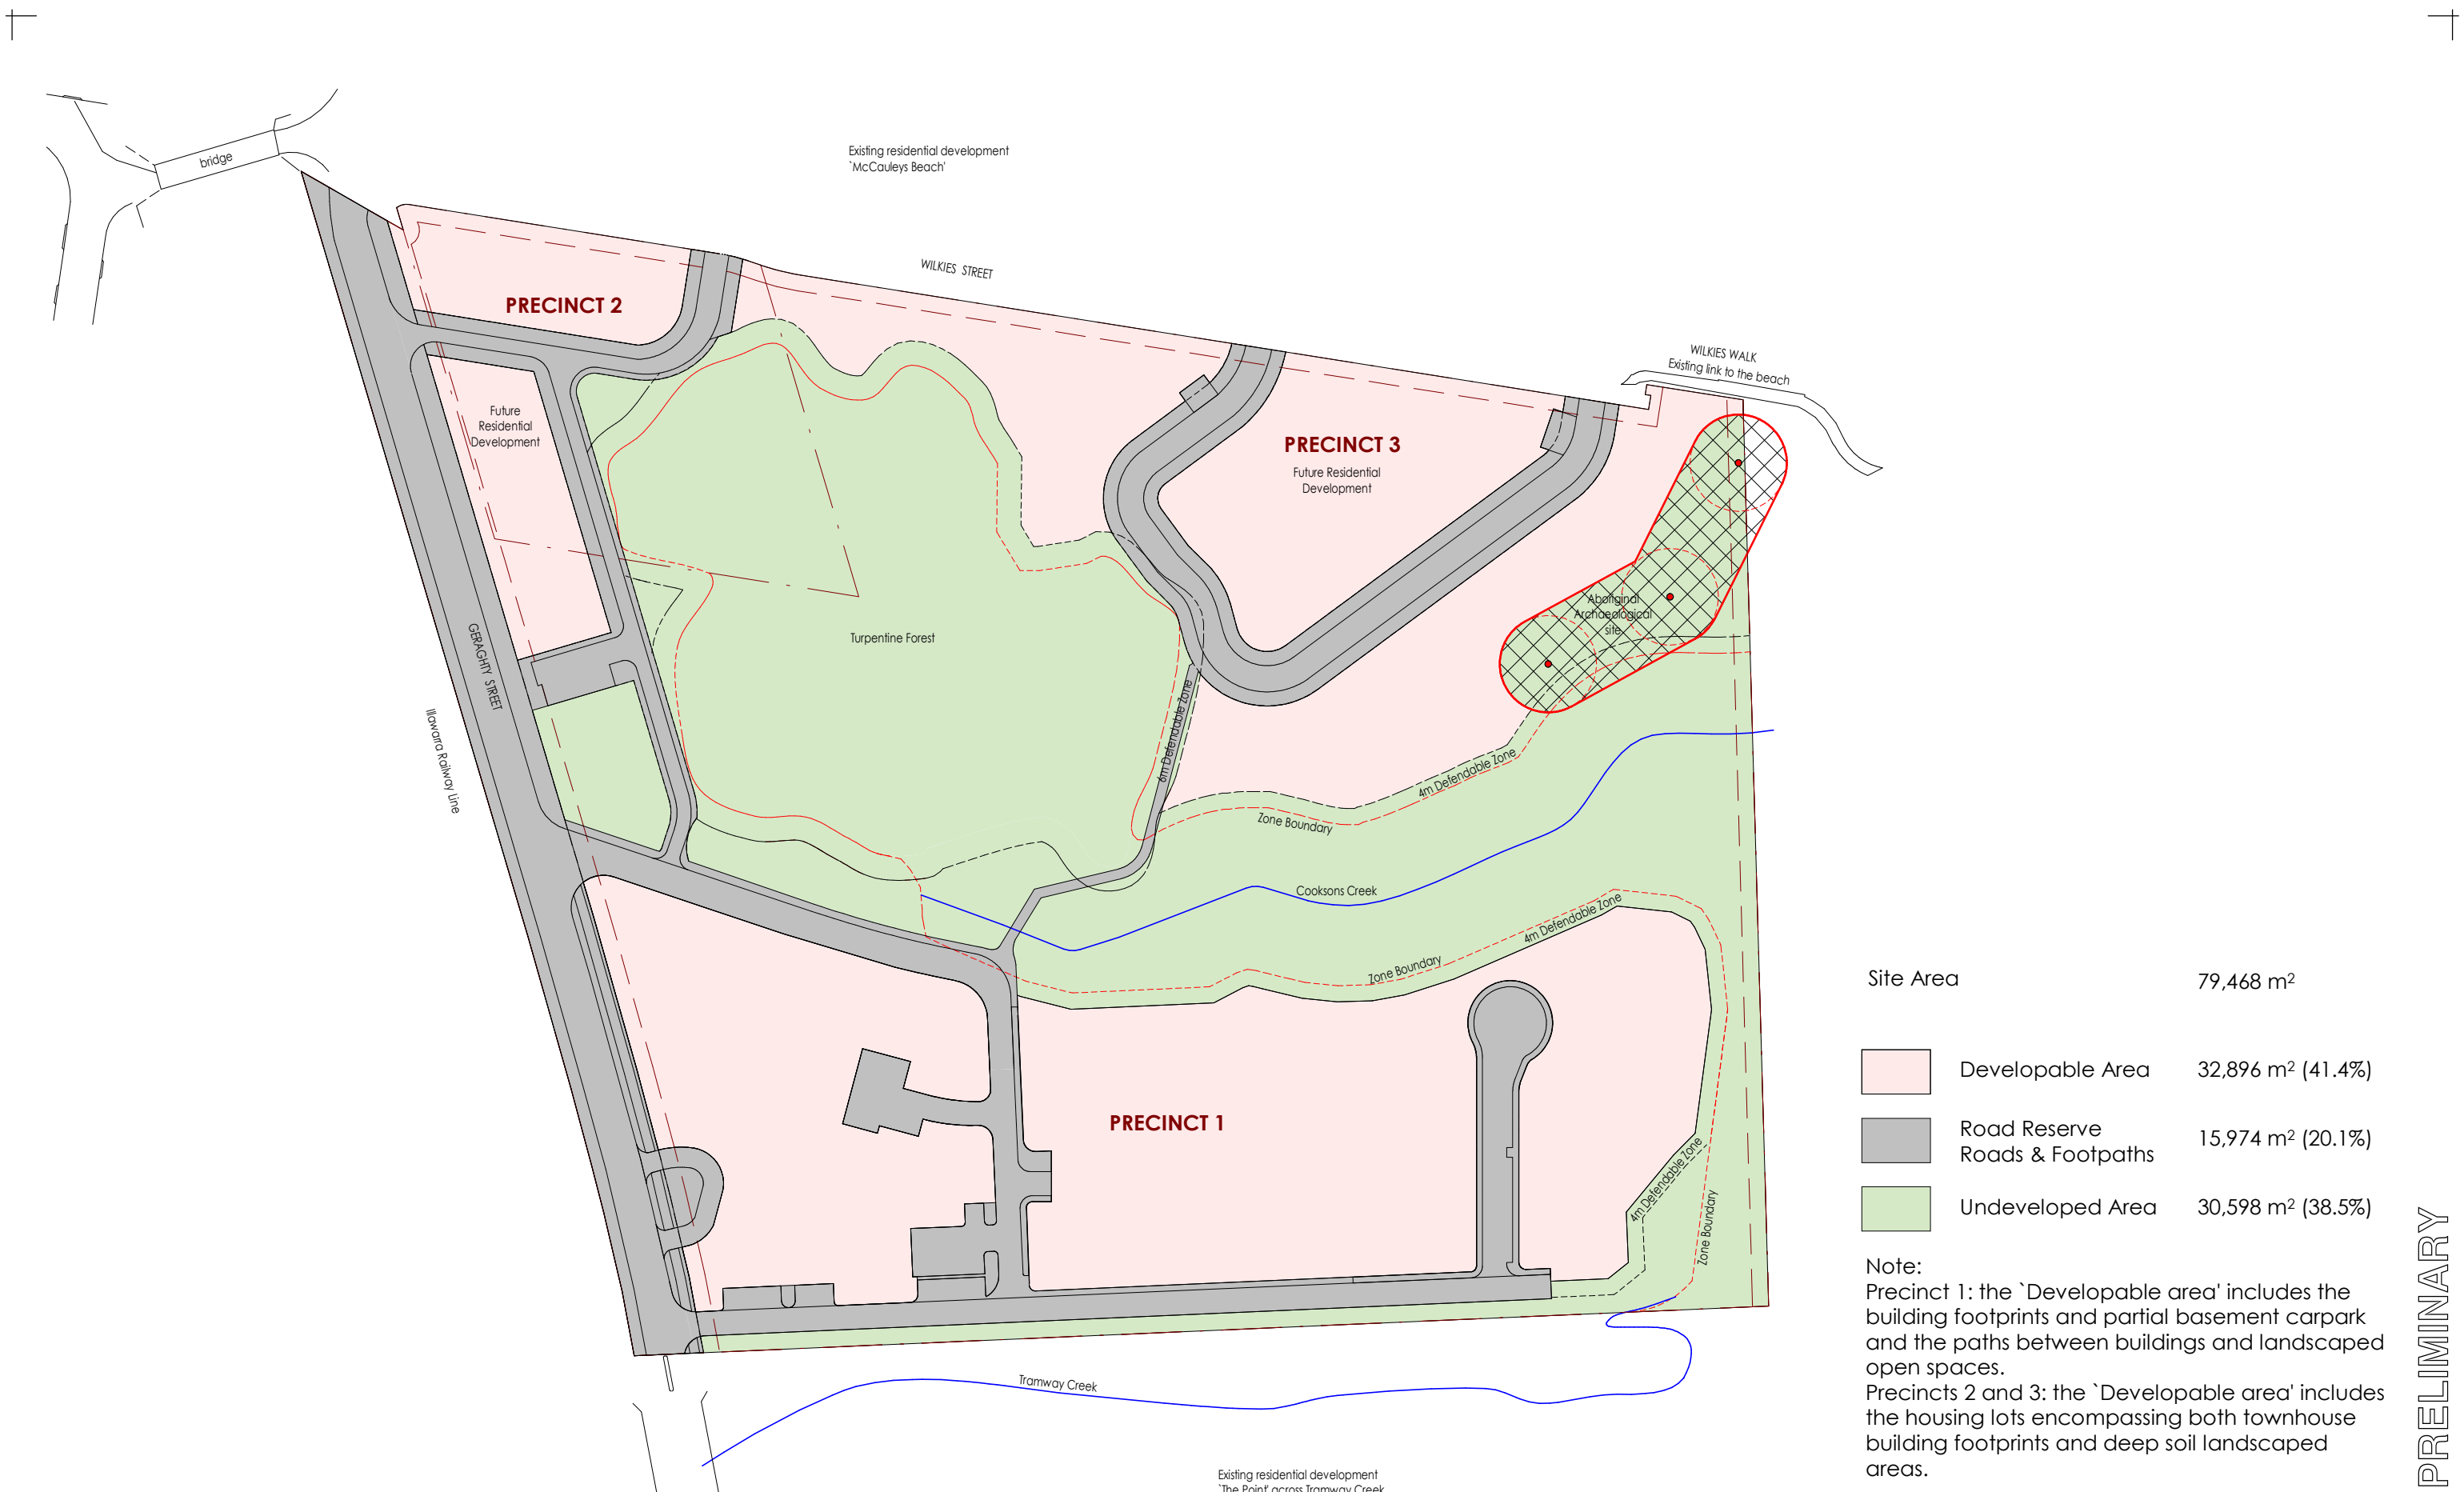 bridge
Existing residential development
`McCauleys Beach'
WILKIES STREET
PRECINCT 2
WILKIES WALK
Existing link to the beach
Future
Residential
Development
PRECINCT 3
Future Residential
Development
Aboriginal
Archaeological
site
Turpentine Forest
GERAGHTY STREET
Illawarra Railway Line
6m Defendable Zone
4m Defendable Zone
Zone Boundary
Cooksons Creek
4m Defendable Zone
Zone Boundary
PRECINCT 1
4m Defendable Zone
Zone Boundary
Tramway Creek
Existing residential development
`The Point' across Tramway Creek
Site Area 79,468 m²
Developable Area 32,896 m² (41.4%)
Road Reserve
Roads & Footpaths 15,974 m² (20.1%)
Undeveloped Area 30,598 m² (38.5%)
Note:
Precinct 1: the `Developable area' includes the
building footprints and partial basement carpark
and the paths between buildings and landscaped
open spaces.
Precincts 2 and 3: the `Developable area' includes
the housing lots encompassing both townhouse
building footprints and deep soil landscaped
areas.
PRELIMINARY